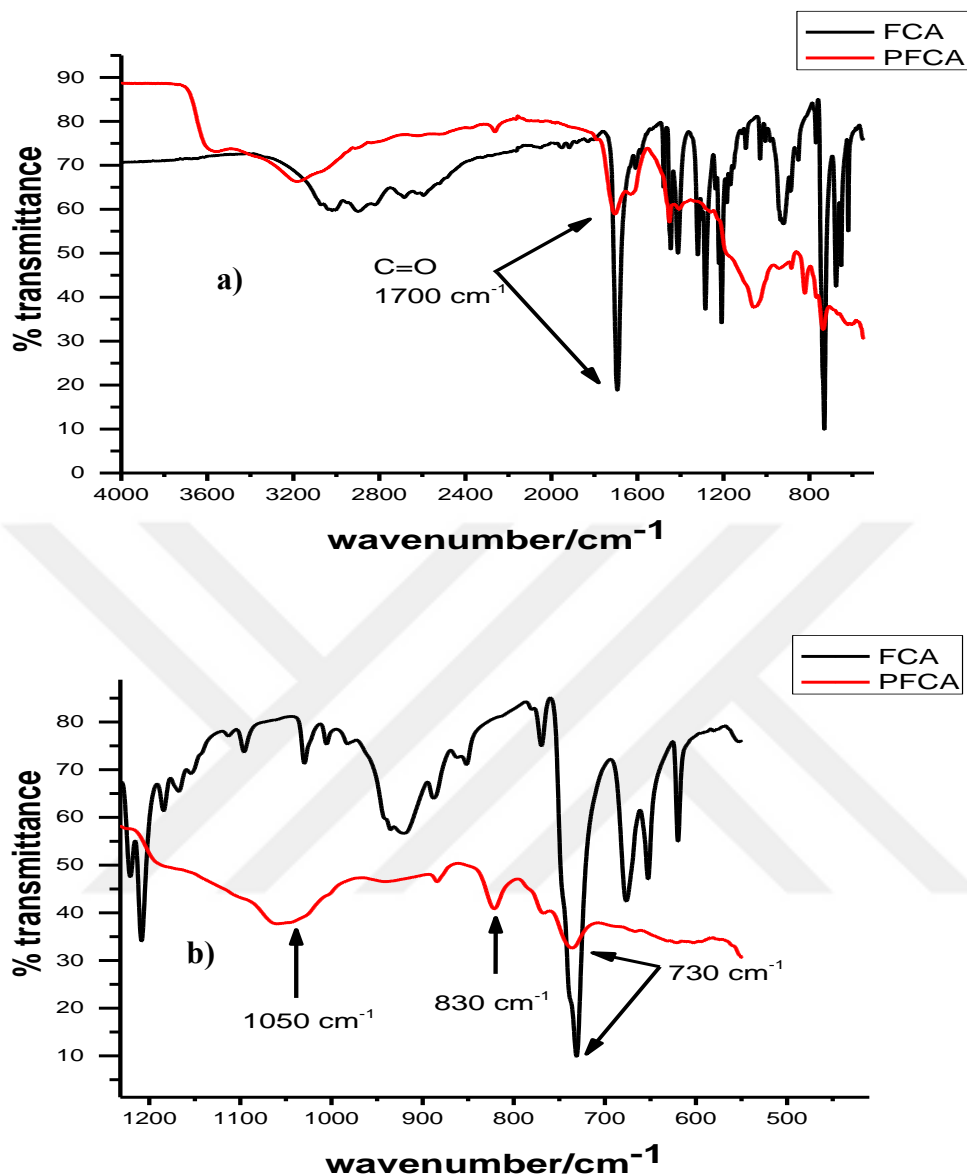 FCA
PFCA
90
80
70
60
50
40
30
20
10
0
% transmittance
a)
C=O
1700 cm⁻¹
4000 3600 3200 2800 2400 2000 1600 1200 800
wavenumber/cm⁻¹
FCA
PFCA
80
70
60
50
40
30
20
10
% transmittance
b)
1050 cm⁻¹
830 cm⁻¹
730 cm⁻¹
1200 1100 1000 900 800 700 600 500
wavenumber/cm⁻¹